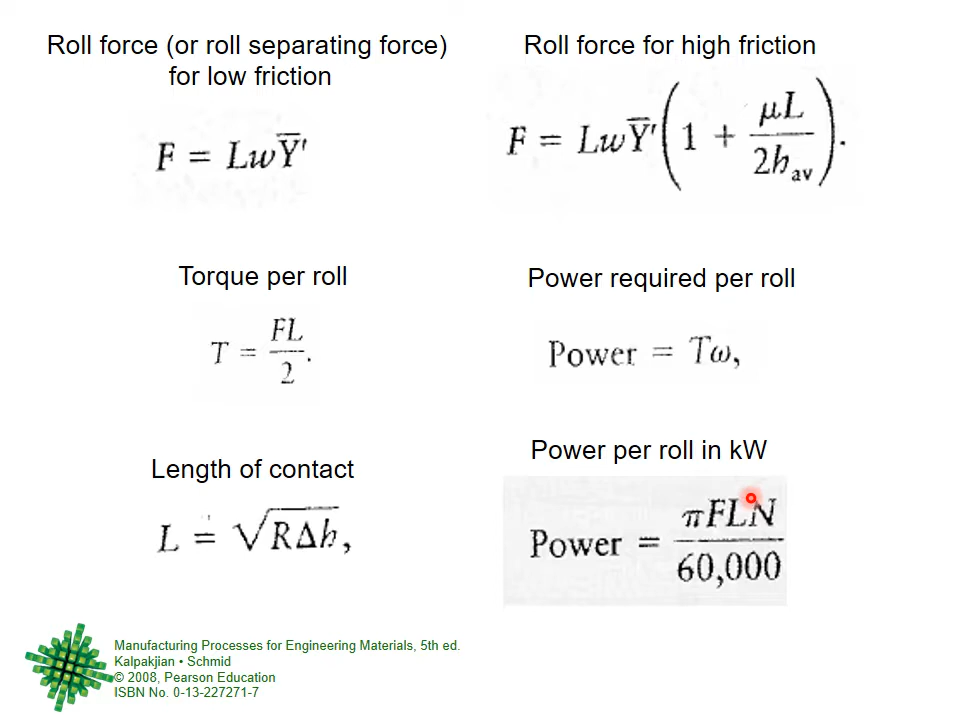 Roll force (or roll separating force)
for low friction
F = LwȲ'
Roll force for high friction
F = LwȲ'(1 + μL/2h_av).
Torque per roll
T = FL/2.
Power required per roll
Power = Tω,
Length of contact
L = √RΔh,
Power per roll in kW
Power = πFLN/60,000
Manufacturing Processes for Engineering Materials, 5th ed.
Kalpakjian • Schmid
© 2008, Pearson Education
ISBN No. 0-13-227271-7